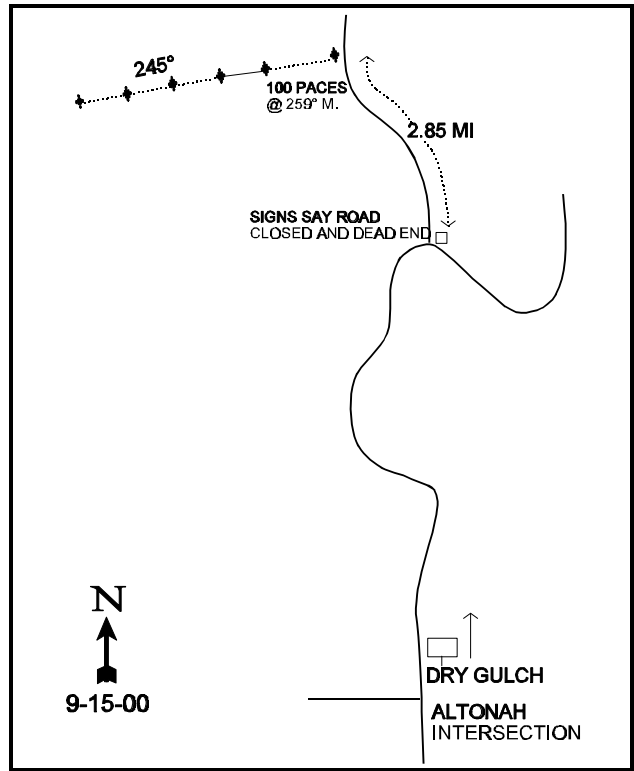 245°
100 PACES
@ 259° M.
2.85 MI
SIGNS SAY ROAD
CLOSED AND DEAD END
N
9-15-00
DRY GULCH
ALTONAH
INTERSECTION